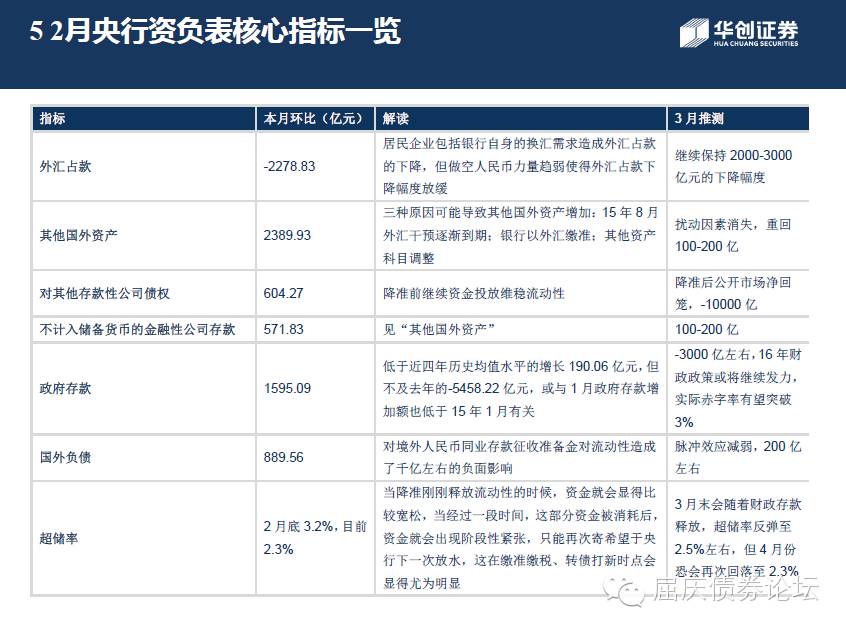 5 2月央行资负表核心指标一览
华创证券
HUA CHUANG SECURITIES
指标
本月环比（亿元）
解读
3月推测
外汇占款
-2278.83
居民企业包括银行自身的换汇需求造成外汇占款
的下降，但做空人民币力量趋弱使得外汇占款下
降幅度放缓
继续保持 2000-3000
亿元的下降幅度
其他国外资产
2389.93
三种原因可能导致其他国外资产增加：15 年 8 月
外汇干预逐渐到期；银行以外汇缴准；其他资产
科目调整
扰动因素消失，重回
100-200 亿
对其他存款性公司债权
604.27
降准前继续资金投放维稳流动性
降准后公开市场净回
笼，-10000 亿
不计入储备货币的金融性公司存款
571.83
见“其他国外资产”
100-200 亿
政府存款
1595.09
低于近四年历史均值水平的增长 190.06 亿元，但
不及去年的-5458.22 亿元，或与 1 月政府存款增
加额也低于 15 年 1 月有关
-3000 亿左右，16 年财
政政策或将继续发力，
实际赤字率有望突破
3%
国外负债
889.56
对境外人民币同业存款征收准备金对流动性造成
了千亿左右的负面影响
脉冲效应减弱，200 亿
左右
超储率
2 月底 3.2%，目前
2.3%
当降准刚刚释放流动性的时候，资金就会显得比
较宽松，当经过一段时间，这部分资金被消耗后，
资金就会出现阶段性紧张，只能再次寄希望于央
行下一次放水，这在缴准缴税、转债打新时点会
显得尤为明显
3 月末会随着财政存款
释放，超储率反弹至
2.5%左右，但 4 月份
恐会再次回落至 2.3%
屈庆债券论坛